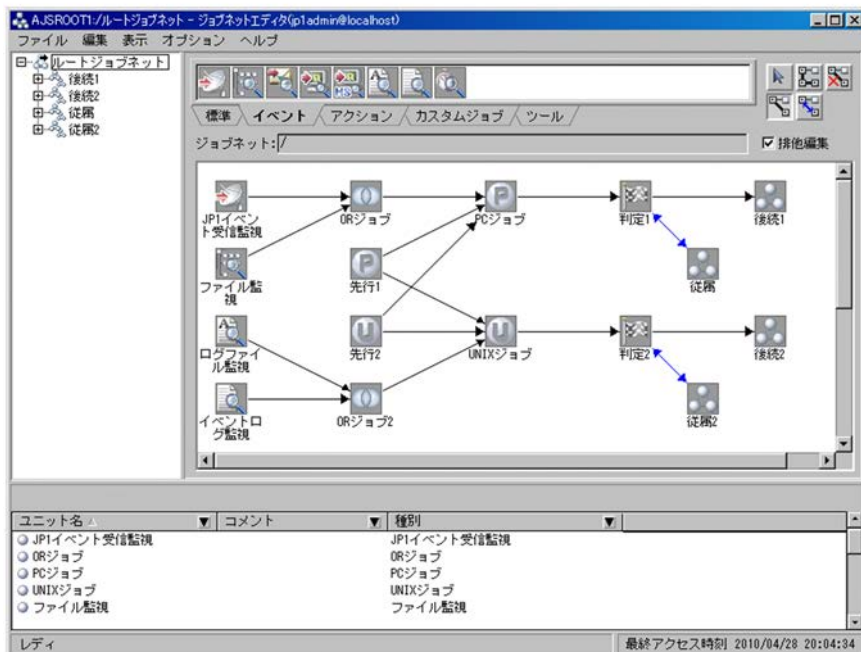 AJSROOT1:/ルートジョブネット - ジョブネットエディタ(jp1admin@localhost)
ファイル 編集 表示 オプション ヘルプ
ルートジョブネット
後続1
後続2
従属
従属2
標準 イベント アクション カスタムジョブ ツール
ジョブネット:/
排他編集
JP1イベン
ト受信監視
ORジョブ
PCジョブ
判定1
後続1
ファイル監
視
先行1
従属
ログファイ
ル監視
先行2
UNIXジョブ
判定2
後続2
イベントロ
グ監視
ORジョブ2
従属2
ユニット名 コメント 種別
JP1イベント受信監視 JP1イベント受信監視
ORジョブ ORジョブ
PCジョブ PCジョブ
UNIXジョブ UNIXジョブ
ファイル監視 ファイル監視
レディ
最終アクセス時刻 2010/04/28 20:04:34